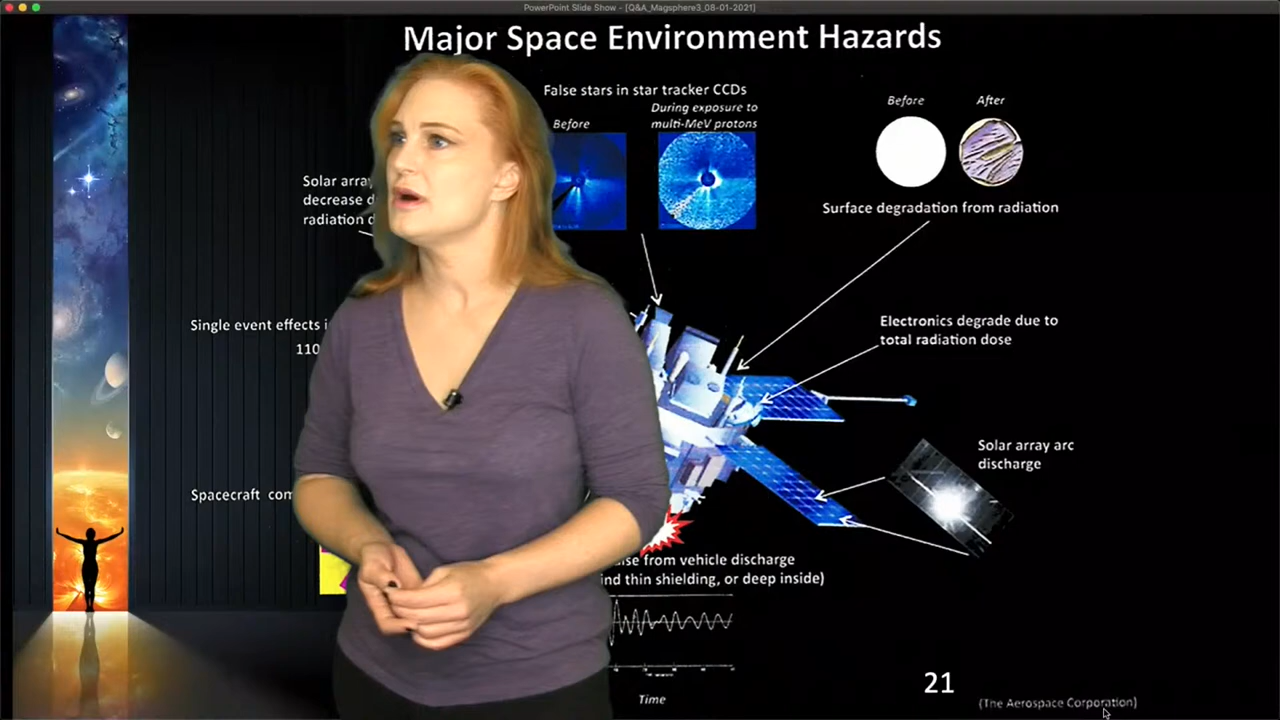 PowerPoint Slide Show - [Q&A_Magsphere3_08-01-2021]
Major Space Environment Hazards
False stars in star tracker CCDs
Before
During exposure to
multi-MeV protons
Before
After
Surface degradation from radiation
Solar array
decrease
radiation
Single event effects
110
Electronics degrade due to
total radiation dose
Solar array arc
discharge
Spacecraft
from vehicle discharge
thin shielding, or deep inside)
Time
21
(The Aerospace Corporation)